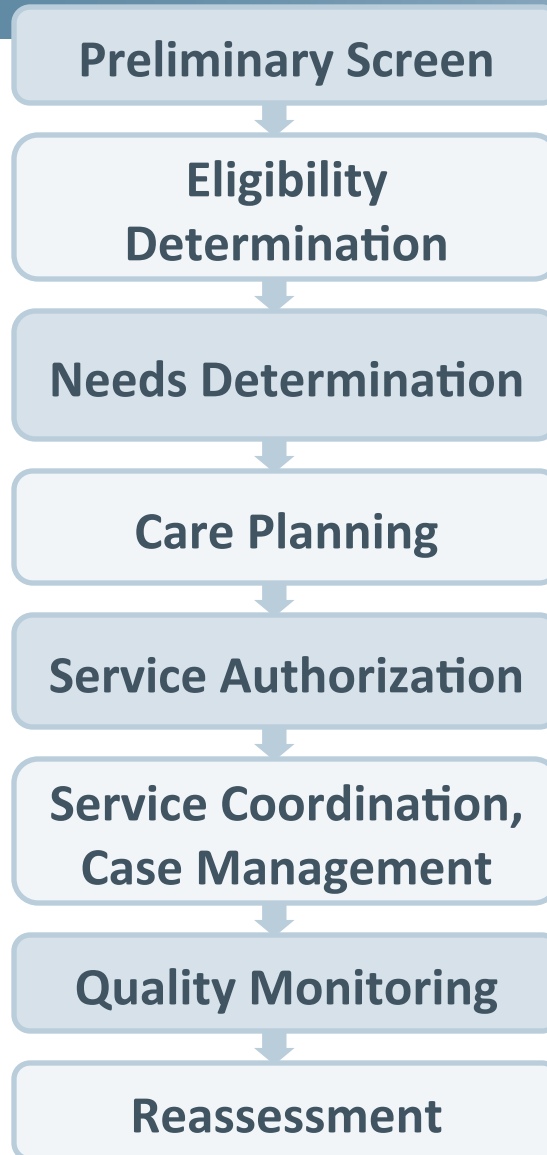 Preliminary Screen
Eligibility
Determination
Needs Determination
Care Planning
Service Authorization
Service Coordination,
Case Management
Quality Monitoring
Reassessment